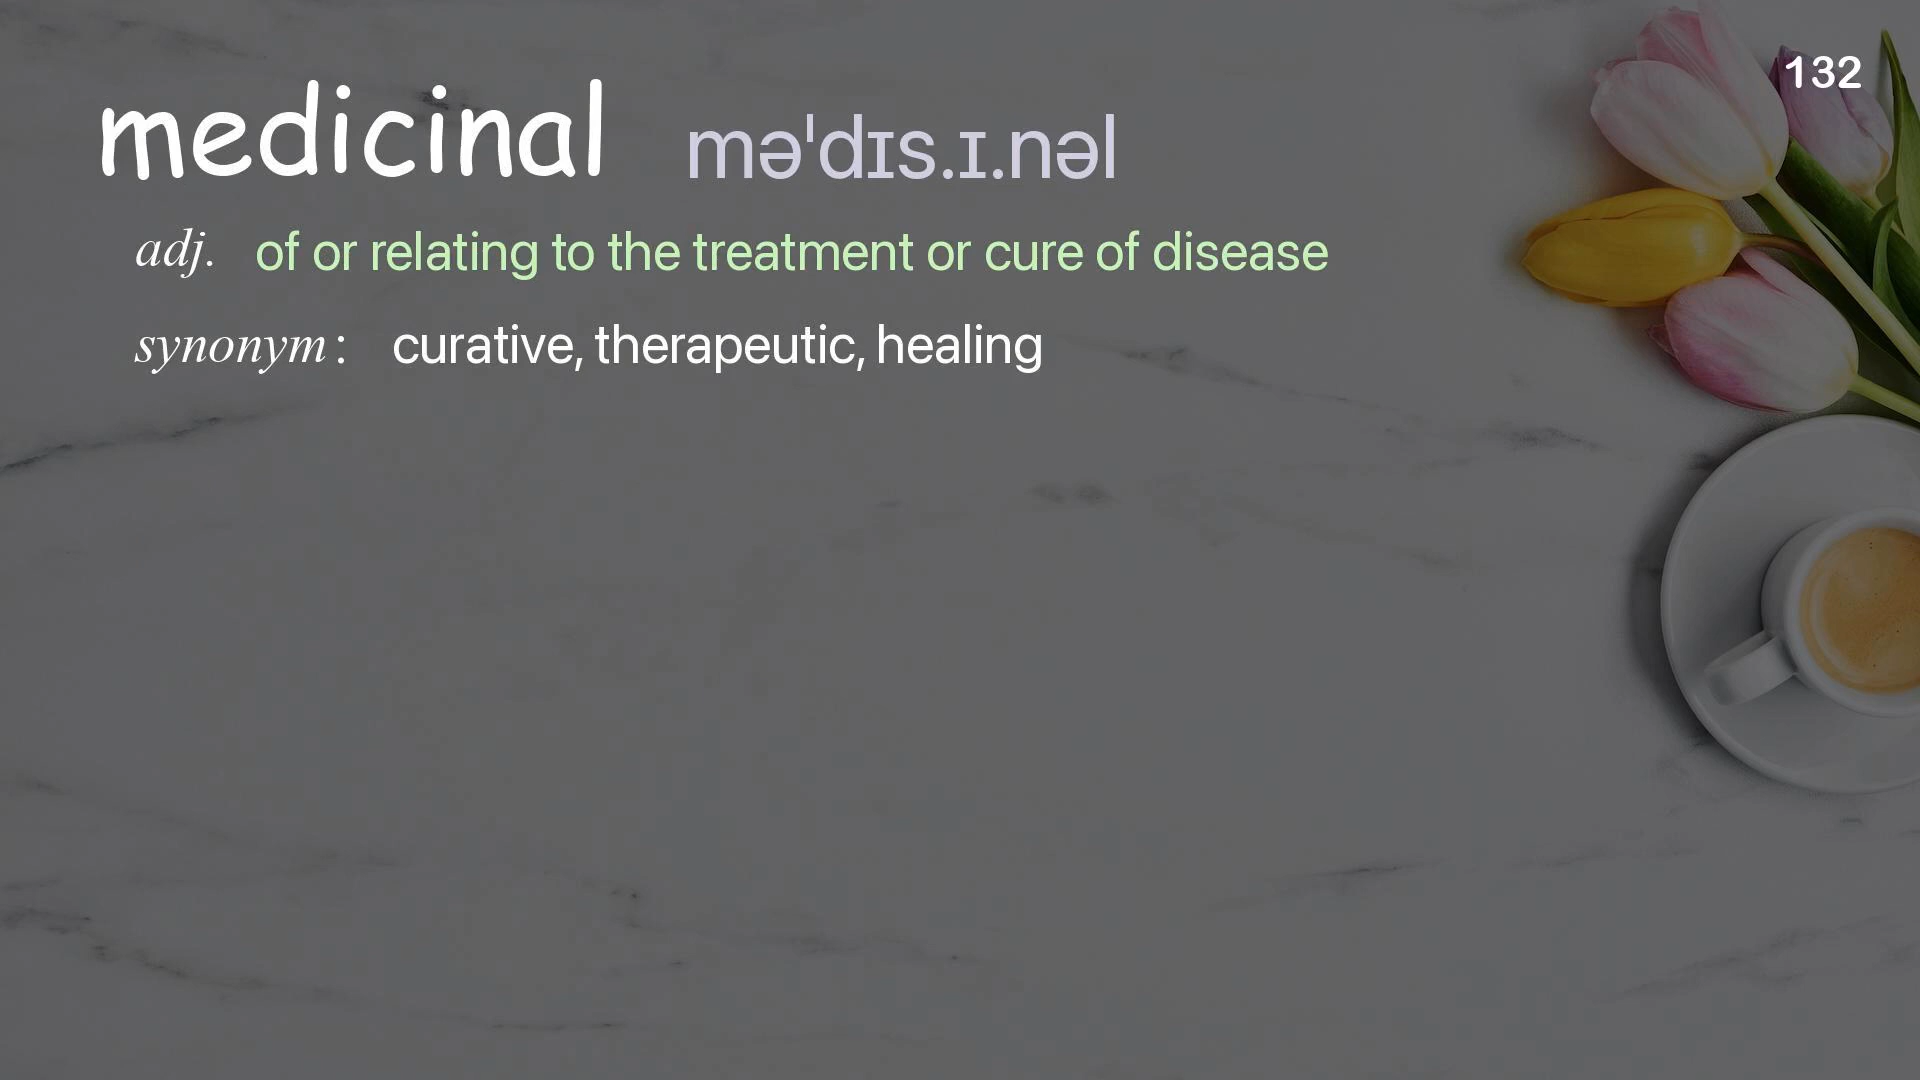 132
medicinal məˈdɪs.ɪ.nəl
adj. of or relating to the treatment or cure of disease
synonym: curative, therapeutic, healing